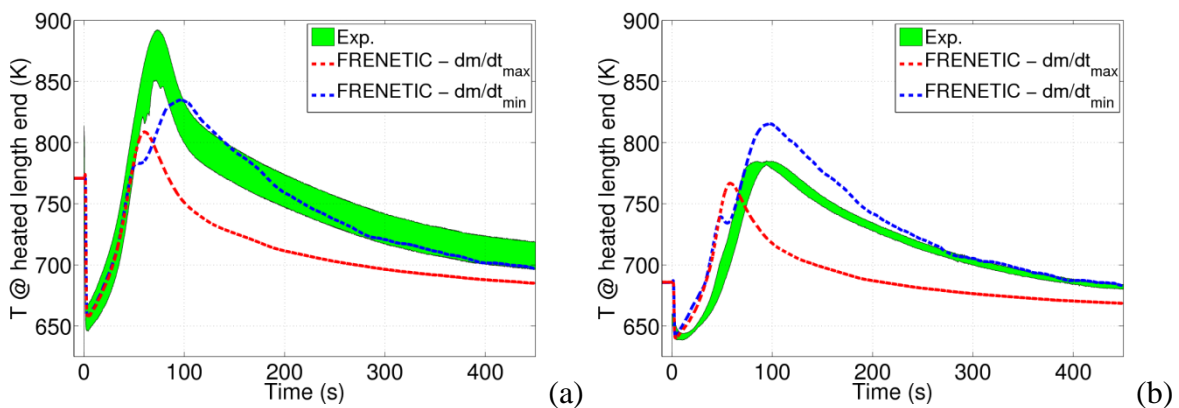 900
850
800
750
700
650
T @ heated length end (K)
Exp.
FRENETIC − dm/dtmax
FRENETIC − dm/dtmin
0 100 200 300 400
Time (s)
(a)
900
850
800
750
700
650
T @ heated length end (K)
Exp.
FRENETIC − dm/dtmax
FRENETIC − dm/dtmin
0 100 200 300 400
Time (s)
(b)